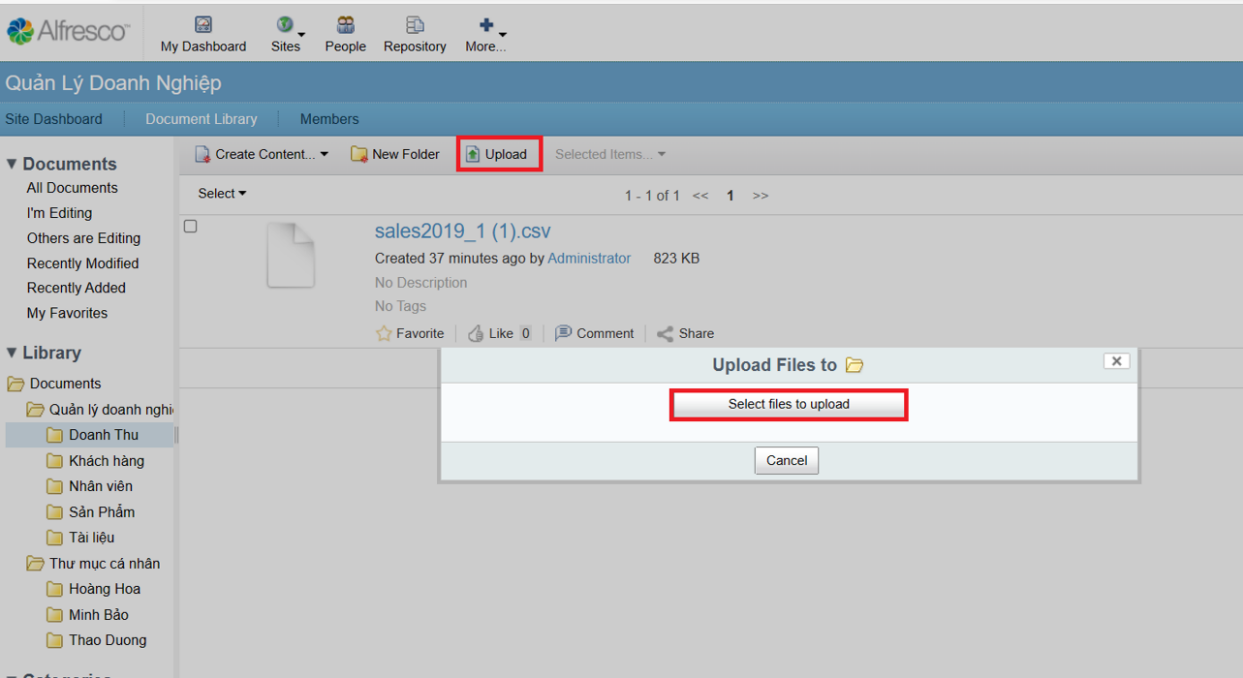 Alfresco™
My Dashboard Sites People Repository More...
Quản Lý Doanh Nghiệp
Site Dashboard Document Library Members
Create Content... New Folder Upload Selected Items...
Select 1 - 1 of 1 << 1 >>
sales2019_1 (1).csv
Created 37 minutes ago by Administrator 823 KB
No Description
No Tags
Favorite Like 0 Comment Share
Documents
All Documents
I'm Editing
Others are Editing
Recently Modified
Recently Added
My Favorites
Library
Documents
Quản lý doanh nghi
Doanh Thu
Khách hàng
Nhân viên
Sản Phẩm
Tài liệu
Thư mục cá nhân
Hoàng Hoa
Minh Bảo
Thao Duong
Upload Files to
Select files to upload
Cancel